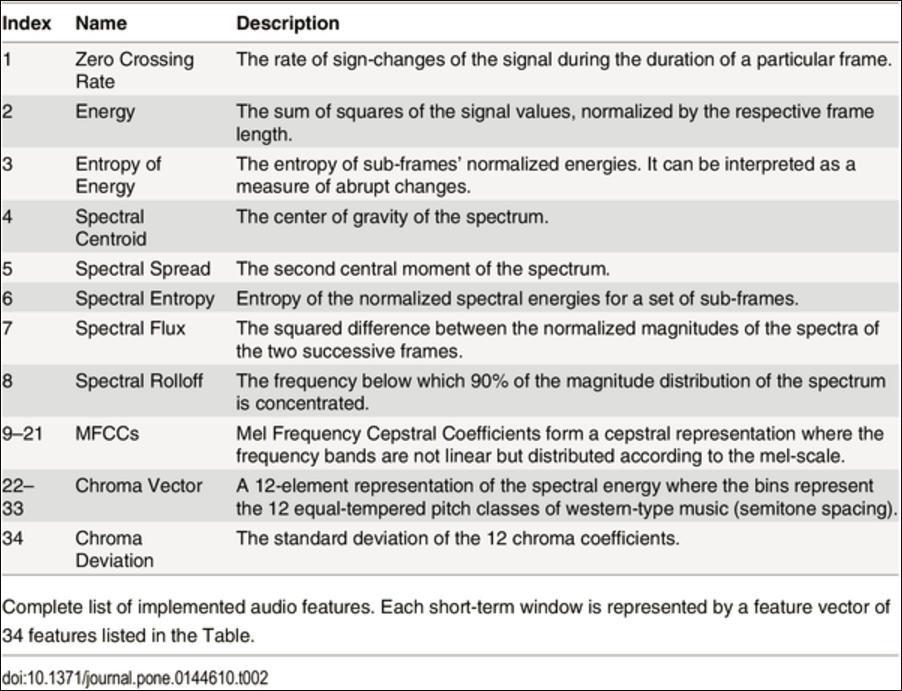 Index Name Description
1 Zero Crossing The rate of sign-changes of the signal during the duration of a particular frame.
Rate
2 Energy The sum of squares of the signal values, normalized by the respective frame
length.
3 Entropy of The entropy of sub-frames' normalized energies. It can be interpreted as a
Energy measure of abrupt changes.
4 Spectral The center of gravity of the spectrum.
Centroid
5 Spectral Spread The second central moment of the spectrum.
6 Spectral Entropy Entropy of the normalized spectral energies for a set of sub-frames.
7 Spectral Flux The squared difference between the normalized magnitudes of the spectra of
the two successive frames.
8 Spectral Rolloff The frequency below which 90% of the magnitude distribution of the spectrum
is concentrated.
9–21 MFCCs Mel Frequency Cepstral Coefficients form a cepstral representation where the
frequency bands are not linear but distributed according to the mel-scale.
22– Chroma Vector A 12-element representation of the spectral energy where the bins represent
33 the 12 equal-tempered pitch classes of western-type music (semitone spacing).
34 Chroma The standard deviation of the 12 chroma coefficients.
Deviation
Complete list of implemented audio features. Each short-term window is represented by a feature vector of
34 features listed in the Table.
doi:10.1371/journal.pone.0144610.t002